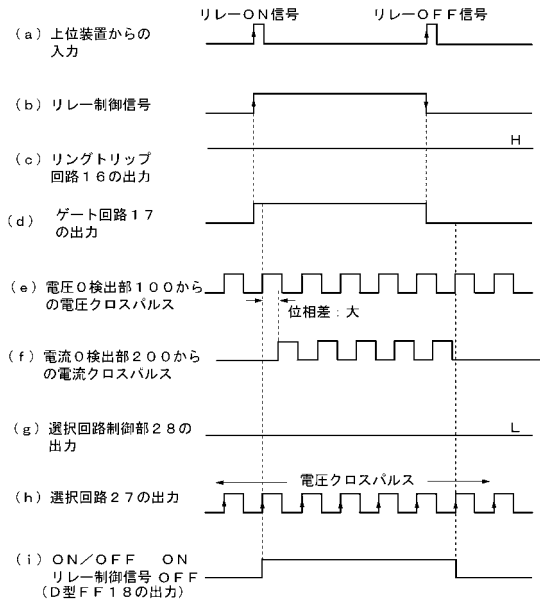 リレーON信号 リレーOFF信号
(a) 上位装置からの
入力
(b) リレー制御信号
H
(c) リングトリップ
回路16の出力
(d) ゲート回路17
の出力
(e) 電圧0検出部100から
の電圧クロスパルス
位相差：大
(f) 電流0検出部200から
の電流クロスパルス
(g) 選択回路制御部28の
出力
L
電圧クロスパルス
(h) 選択回路27の出力
(i) ON／OFF ON
リレー制御信号 OFF
(D型FF18の出力)